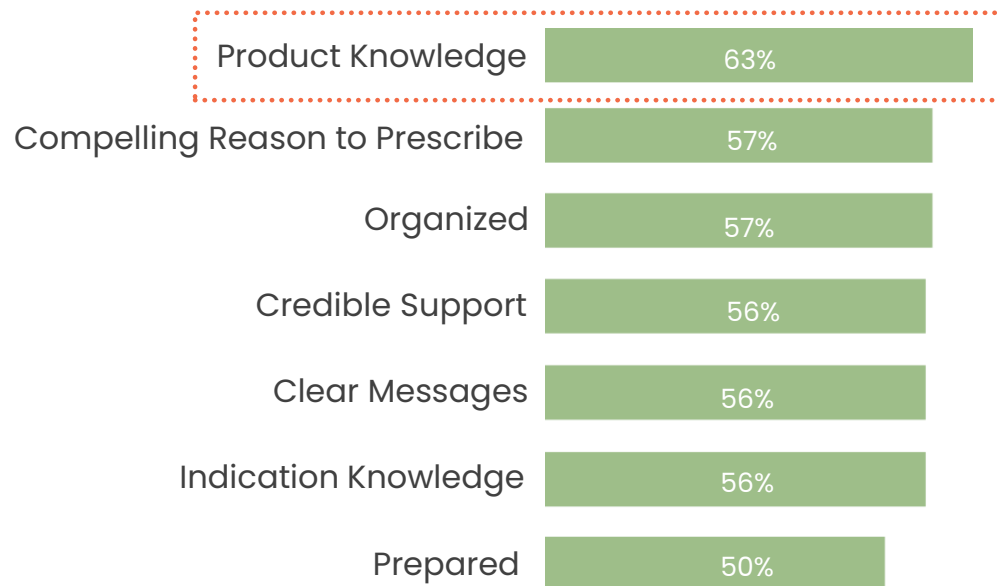 Product Knowledge 63%
Compelling Reason to Prescribe 57%
Organized 57%
Credible Support 56%
Clear Messages 56%
Indication Knowledge 56%
Prepared 50%